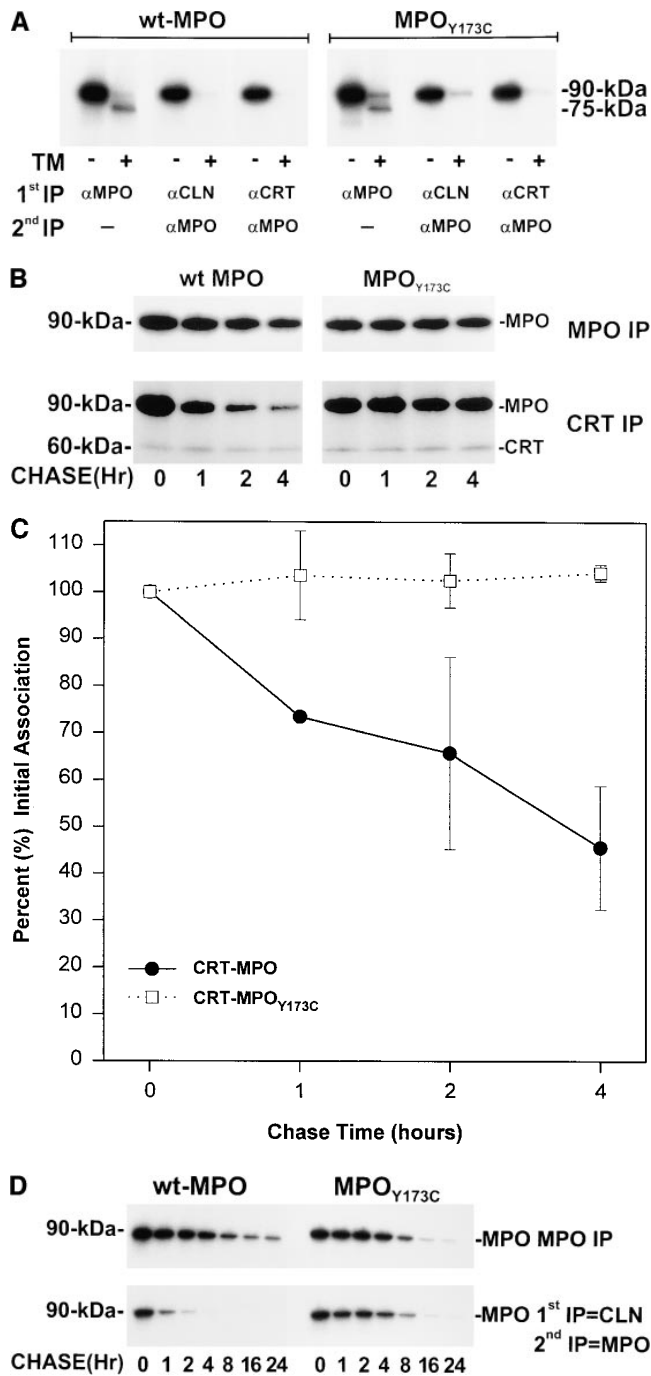 A
wt-MPO MPOY173C
-90-kDa
-75-kDa
TM - + - + - + - + - + - +
1st IP αMPO αCLN αCRT αMPO αCLN αCRT
2nd IP – αMPO αMPO – αMPO αMPO
B
wt MPO MPOY173C
90-kDa- -MPO MPO IP
90-kDa- -MPO
CRT IP
60-kDa- -CRT
CHASE(Hr) 0 1 2 4 0 1 2 4
C
110
100
90
80
70
60
50
40
30
20
10
0
Percent (%) Initial Association
CRT-MPO
CRT-MPOY173C
0 1 2 4
Chase Time (hours)
D
wt-MPO MPOY173C
90-kDa- -MPO MPO IP
90-kDa- -MPO 1st IP=CLN
2nd IP=MPO
CHASE(Hr) 0 1 2 4 8 16 24 0 1 2 4 8 16 24